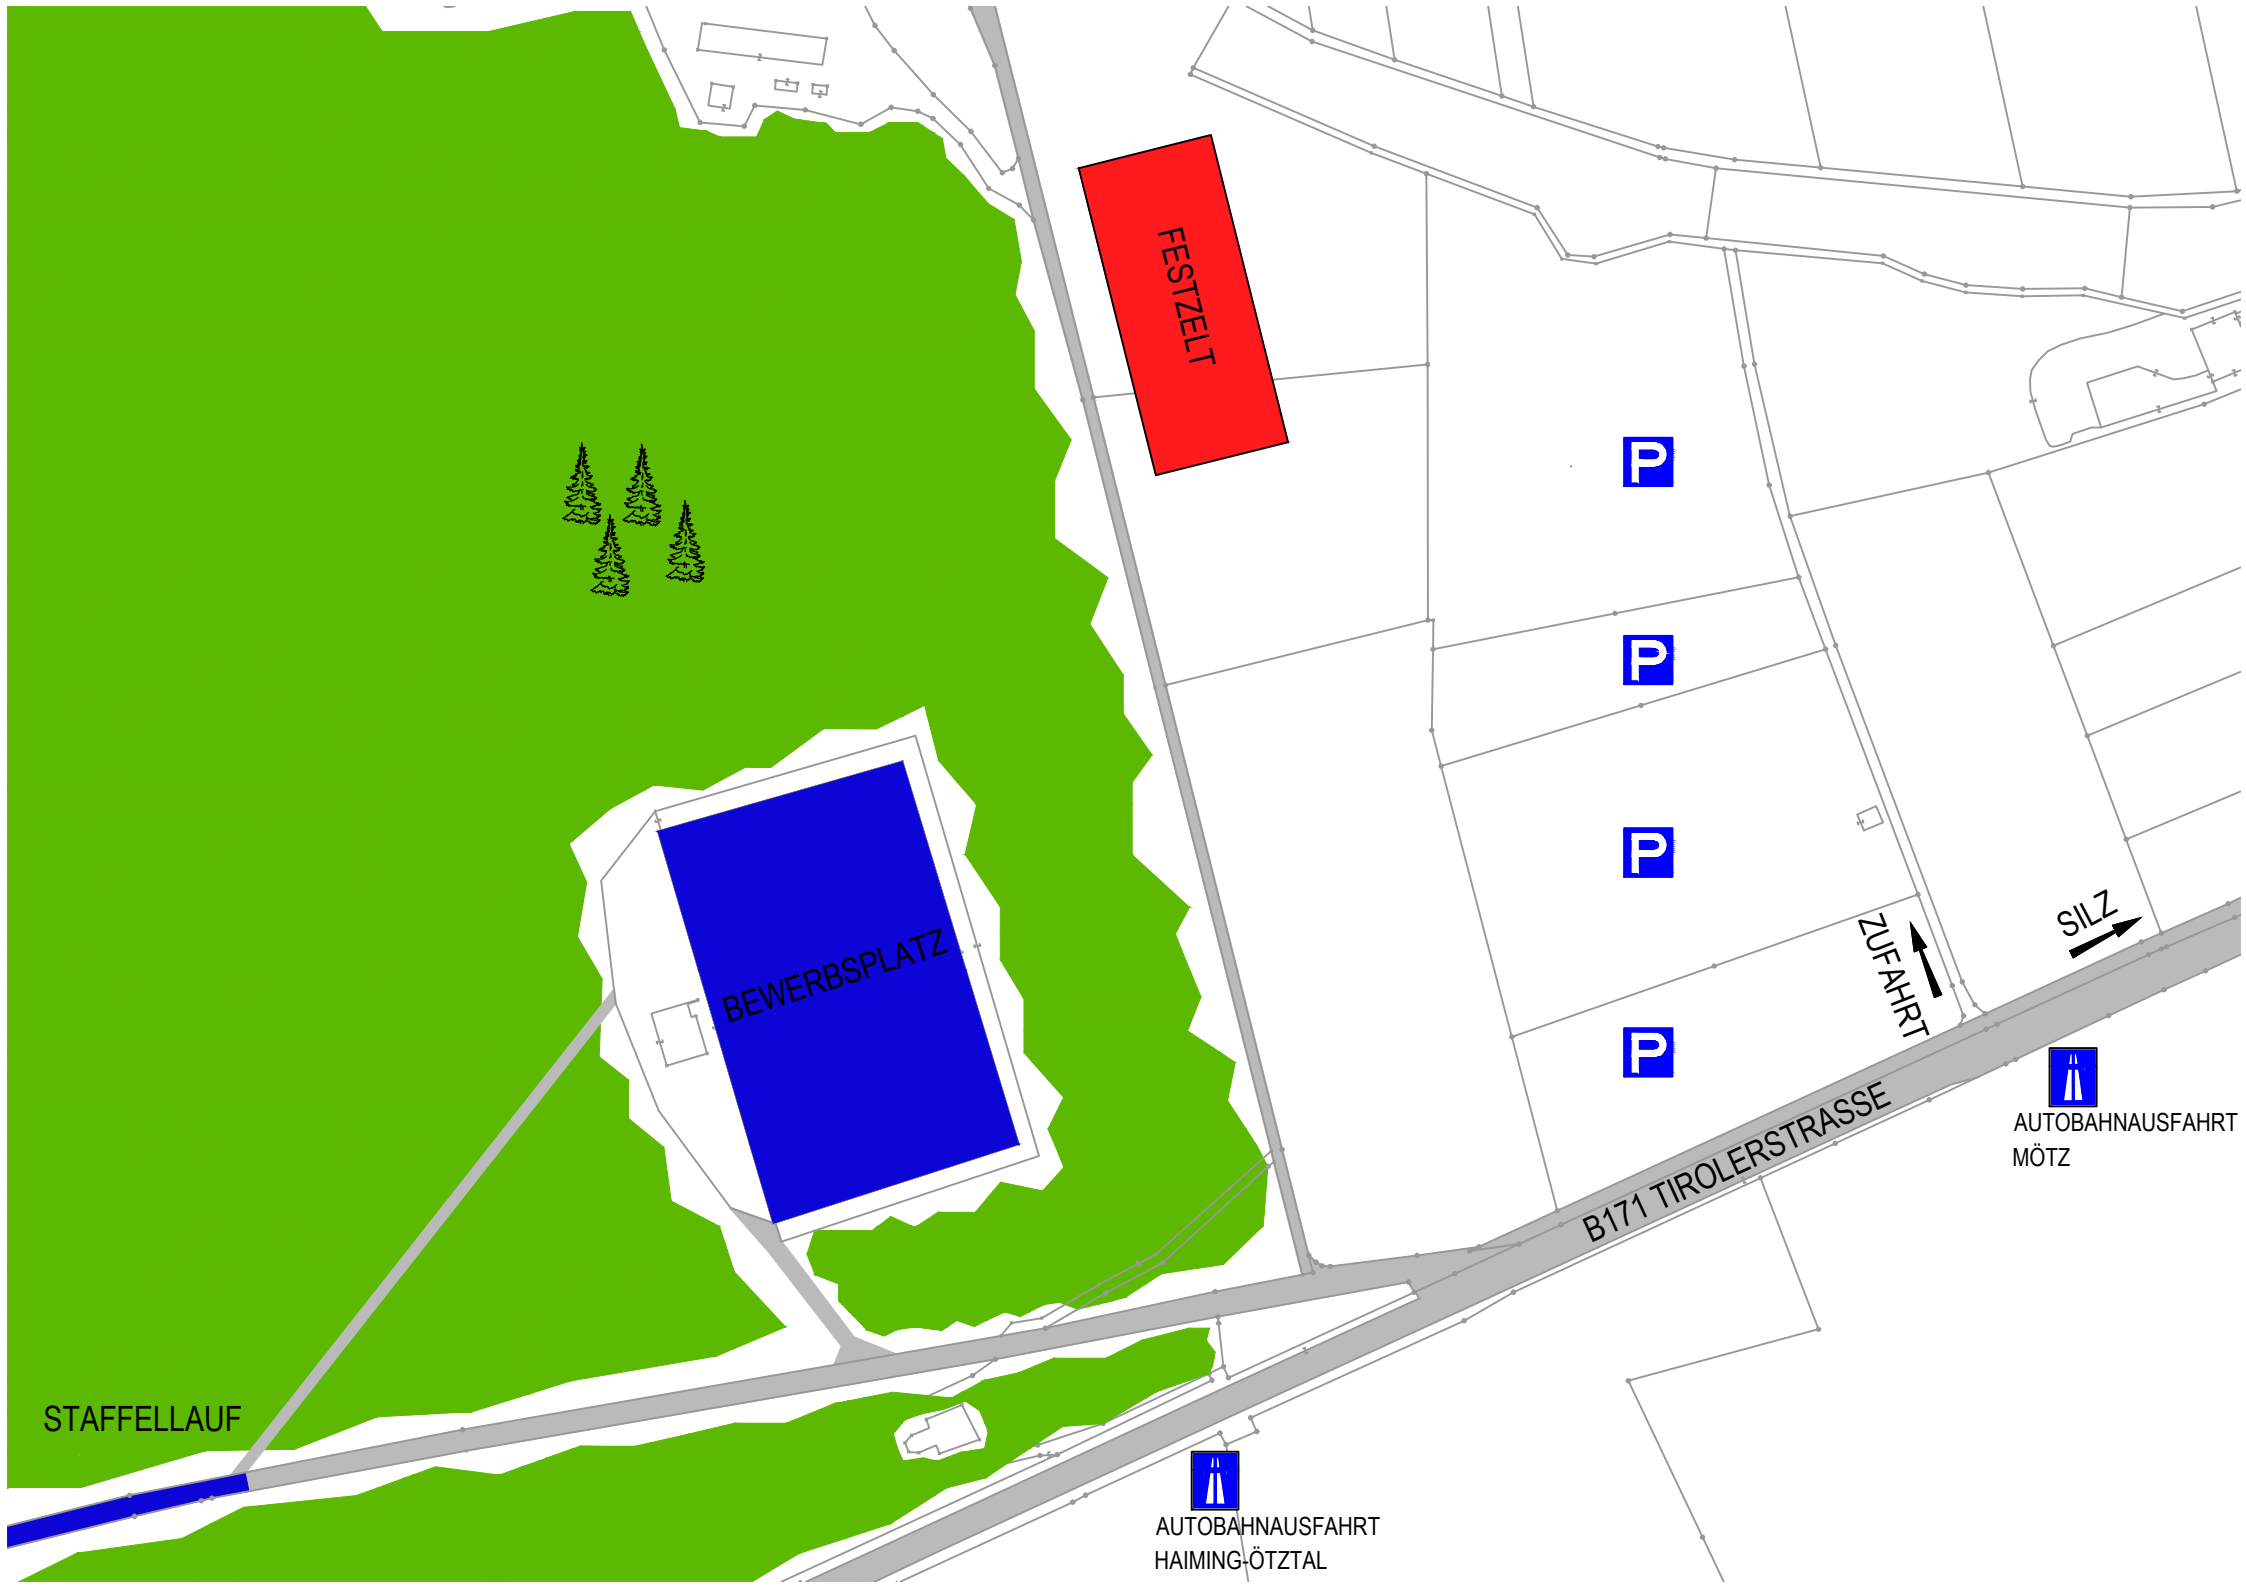 FESTZELT
P
P
P
P
BEWERBSPLATZ
SILZ
ZUFAHRT
B171 TIROLERSTRASSE
AUTOBAHNAUSFAHRT
MÖTZ
STAFFELLAUF
AUTOBAHNAUSFAHRT
HAIMING-ÖTZTAL